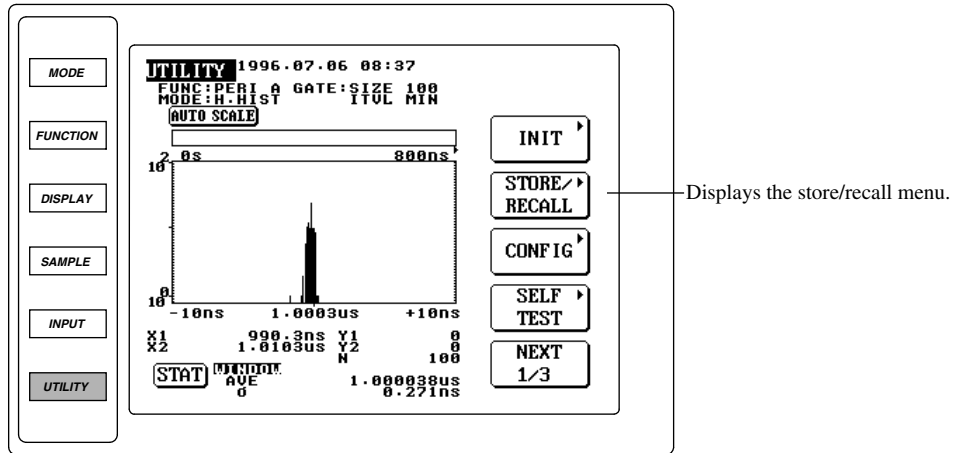 MODE
FUNCTION
DISPLAY
SAMPLE
INPUT
UTILITY
UTILITY 1996.07.06 08:37
FUNC:PERI A GATE:SIZE 100
MODE:H.HIST ITVL MIN
AUTO SCALE
0s 800ns
10²
10⁰
-10ns 1.0003us +10ns
X1 990.3ns Y1 0
X2 1.0103us Y2 0
N 100
STAT WINDOW
AVE 1.000038us
σ 0.271ns
INIT
STORE/
RECALL
CONFIG
SELF
TEST
NEXT
1/3
Displays the store/recall menu.